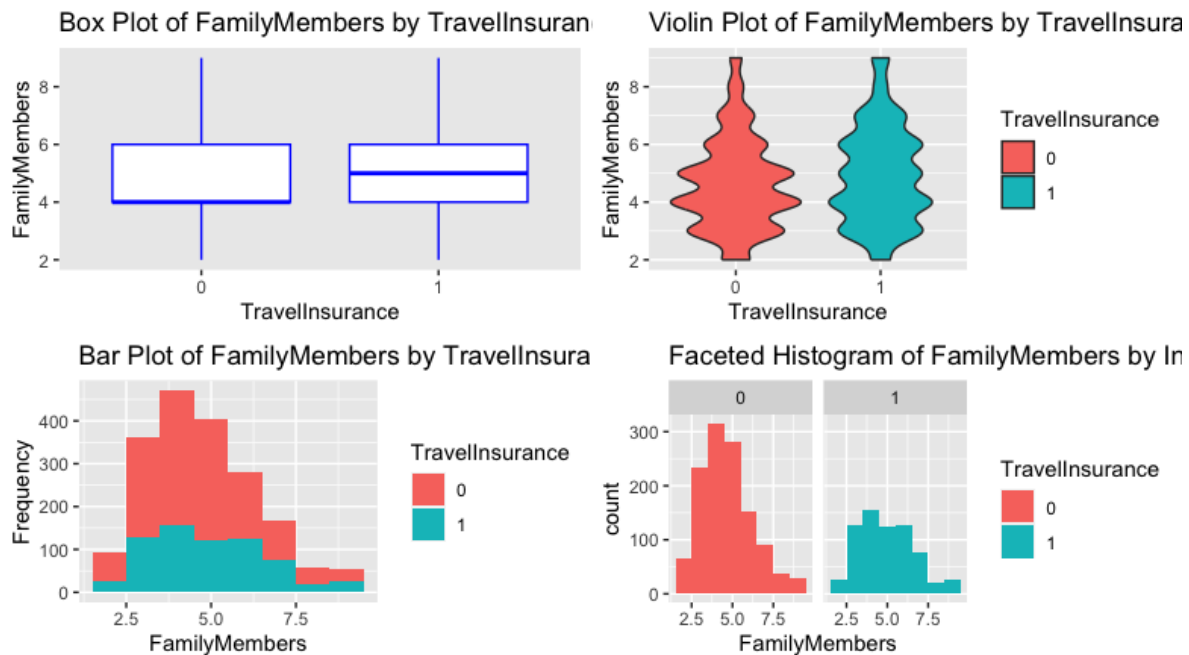 Box Plot of FamilyMembers by TravelInsuran
FamilyMembers
8
6
4
2
0 1
TravelInsurance
Violin Plot of FamilyMembers by TravelInsura
FamilyMembers
8
6
4
2
0 1
TravelInsurance
TravelInsurance
0
1
Bar Plot of FamilyMembers by TravelInsura
Frequency
400
300
200
100
0
2.5 5.0 7.5
FamilyMembers
TravelInsurance
0
1
Faceted Histogram of FamilyMembers by In
0 1
count
300
200
100
0
2.5 5.0 7.5 2.5 5.0 7.5
FamilyMembers
TravelInsurance
0
1